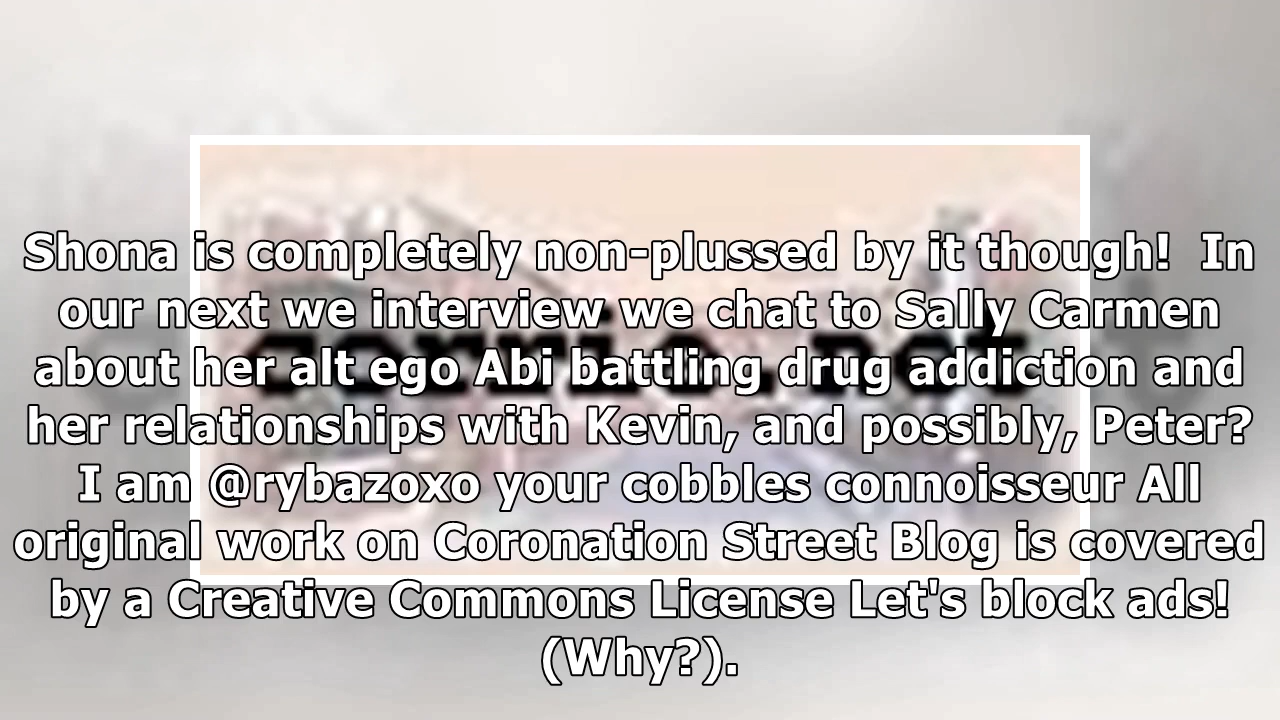 Shona is completely non-plussed by it though!  In
our next we interview we chat to Sally Carmen
about her alt ego Abi battling drug addiction and
her relationships with Kevin, and possibly, Peter?
I am @rybazoxo your cobbles connoisseur All
original work on Coronation Street Blog is covered
by a Creative Commons License Let's block ads!
(Why?).